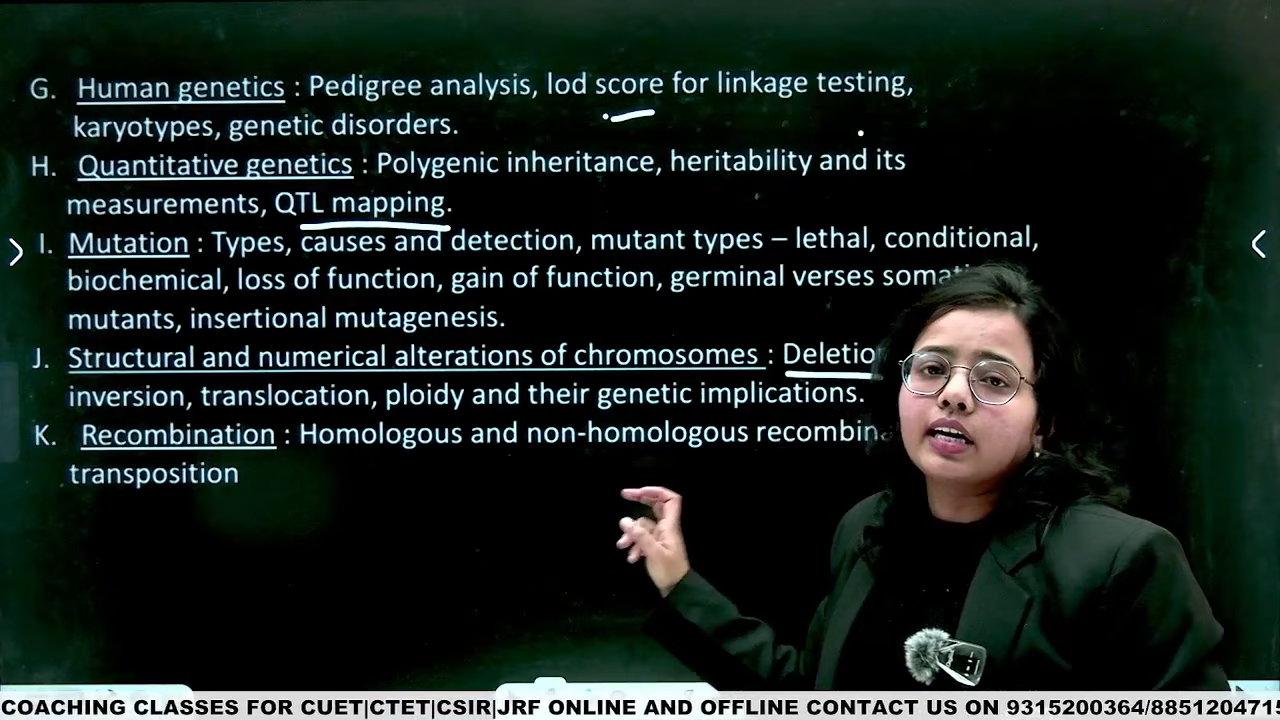 G. Human genetics : Pedigree analysis, lod score for linkage testing,
karyotypes, genetic disorders.
H. Quantitative genetics : Polygenic inheritance, heritability and its
measurements, QTL mapping.
I. Mutation : Types, causes and detection, mutant types – lethal, conditional,
biochemical, loss of function, gain of function, germinal verses
mutants, insertional mutagenesis.
J. Structural and numerical alterations of chromosomes :
inversion, translocation, ploidy and their genetic implications.
K. Recombination : Homologous and non-homologous
transposition
COACHING CLASSES FOR CUET|CTET|CSIR|JRF ONLINE AND OFFLINE CONTACT US ON 9315200364/